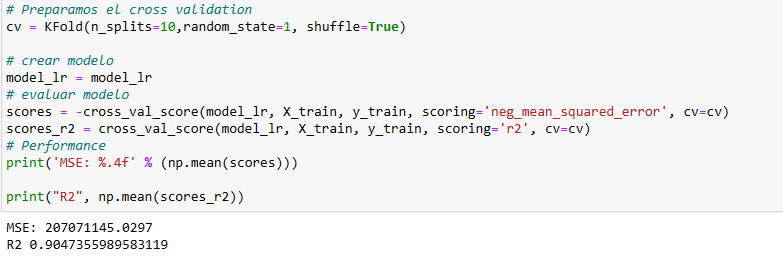 # Preparamos el cross validation
cv = KFold(n_splits=10,random_state=1, shuffle=True)
# crear modelo
model_lr = model_lr
# evaluar modelo
scores = -cross_val_score(model_lr, X_train, y_train, scoring='neg_mean_squared_error', cv=cv)
scores_r2 = cross_val_score(model_lr, X_train, y_train, scoring='r2', cv=cv)
# Performance
print('MSE: %.4f' % (np.mean(scores)))
print("R2", np.mean(scores_r2))
MSE: 207071145.0297
R2 0.9047355989583119